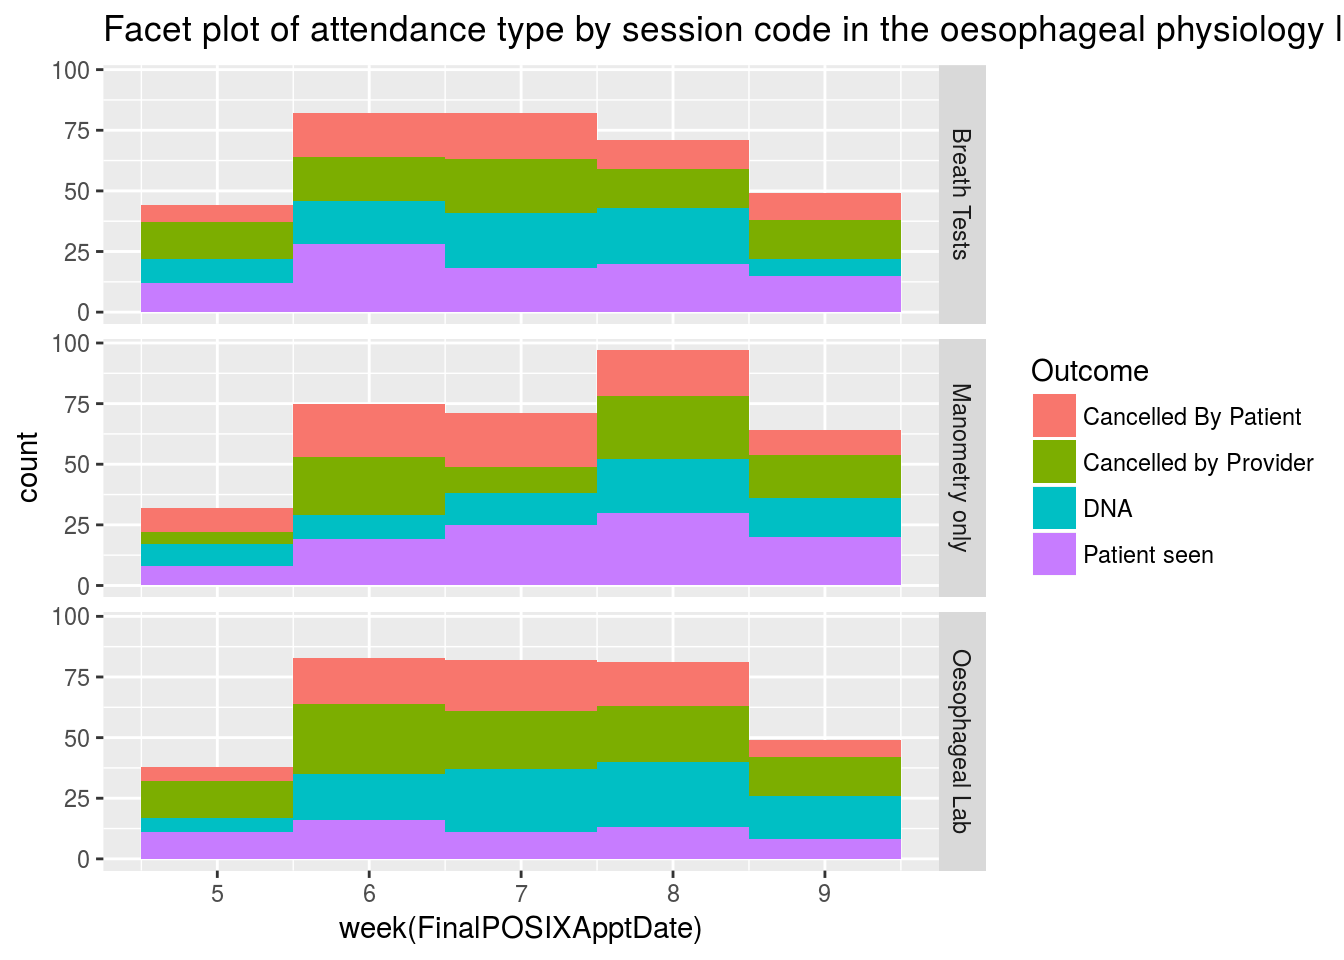 Facet plot of attendance type by session code in the oesophageal physiology l
100
75
50
25
0
Breath Tests
100
75
50
25
0
Manometry only
100
75
50
25
0
Oesophageal Lab
count
5 6 7 8 9
week(FinalPOSIXApptDate)
Outcome
Cancelled By Patient
Cancelled by Provider
DNA
Patient seen